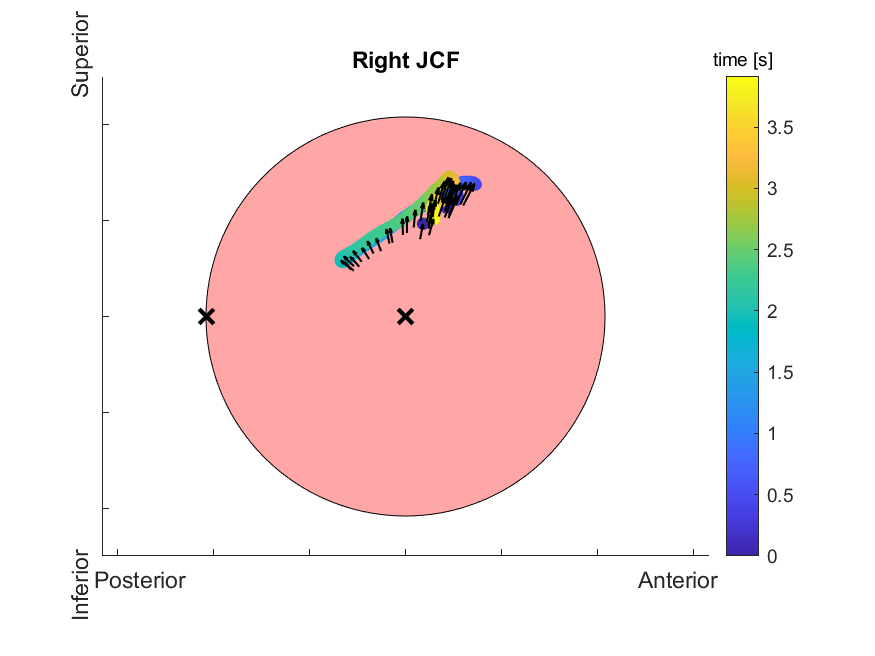 Right JCF
time [s]
Superior
Inferior
Posterior
Anterior
3.5
3
2.5
2
1.5
1
0.5
0